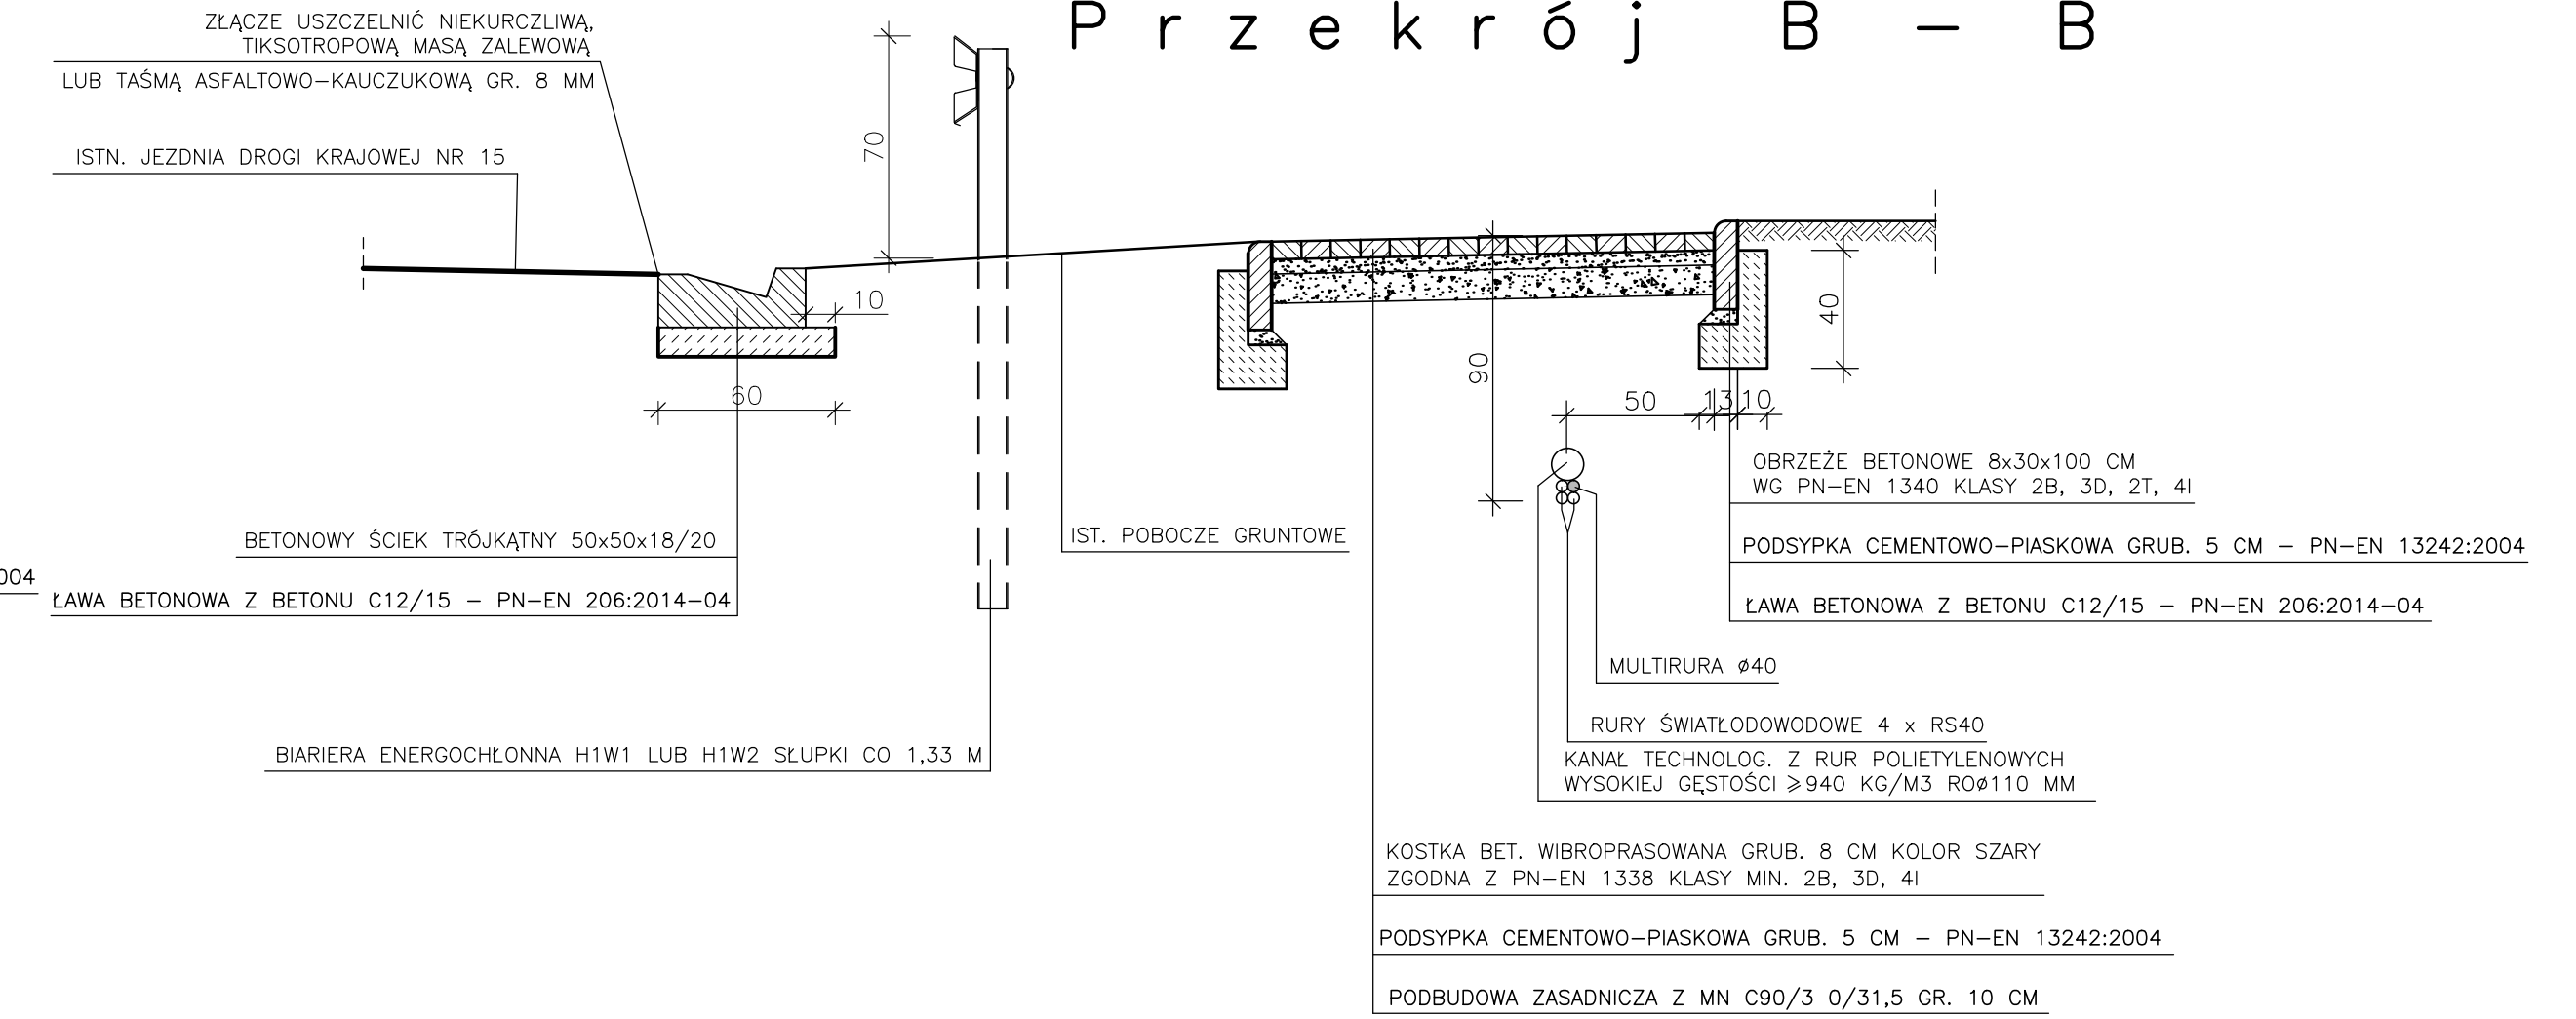 Przekrój B – B
ZŁĄCZE USZCZELNIĆ NIEKURCZLIWĄ,
TIKSOTROPOWĄ MASĄ ZALEWOWĄ
LUB TAŚMĄ ASFALTOWO–KAUCZUKOWĄ GR. 8 MM
ISTN. JEZDNIA DROGI KRAJOWEJ NR 15
70
10
60
90
40
50
13
10
BETONOWY ŚCIEK TRÓJKĄTNY 50x50x18/20
004
ŁAWA BETONOWA Z BETONU C12/15 – PN–EN 206:2014–04
BIARIERA ENERGOCHŁONNA H1W1 LUB H1W2 SŁUPKI CO 1,33 M
IST. POBOCZE GRUNTOWE
OBRZEŻE BETONOWE 8x30x100 CM
WG PN–EN 1340 KLASY 2B, 3D, 2T, 4I
PODSYPKA CEMENTOWO–PIASKOWA GRUB. 5 CM – PN–EN 13242:2004
ŁAWA BETONOWA Z BETONU C12/15 – PN–EN 206:2014–04
MULTIRURA ø40
RURY ŚWIATŁODOWODOWE 4 x RS40
KANAŁ TECHNOLOG. Z RUR POLIETYLENOWYCH
WYSOKIEJ GĘSTOŚCI ⩾940 KG/M3 ROø110 MM
KOSTKA BET. WIBROPRASOWANA GRUB. 8 CM KOLOR SZARY
ZGODNA Z PN–EN 1338 KLASY MIN. 2B, 3D, 4I
PODSYPKA CEMENTOWO–PIASKOWA GRUB. 5 CM – PN–EN 13242:2004
PODBUDOWA ZASADNICZA Z MN C90/3 0/31,5 GR. 10 CM